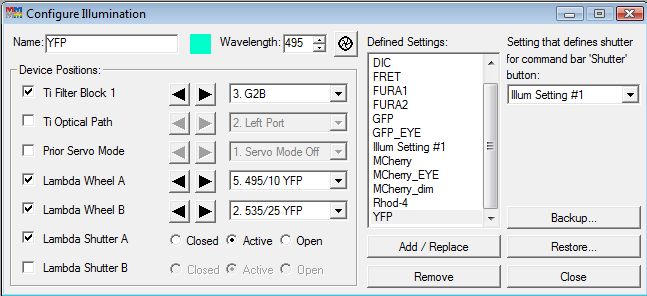 MM Configure Illumination
Name: YFP Wavelength: 495
Device Positions:
Ti Filter Block 1 3. G2B
Ti Optical Path 2. Left Port
Prior Servo Mode 1. Servo Mode Off
Lambda Wheel A 5. 495/10 YFP
Lambda Wheel B 2. 535/25 YFP
Lambda Shutter A Closed Active Open
Lambda Shutter B Closed Active Open
Defined Settings:
DIC
FRET
FURA1
FURA2
GFP
GFP_EYE
Illum Setting #1
MCherry
MCherry_EYE
MCherry_dim
Rhod-4
YFP
Add / Replace
Remove
Setting that defines shutter
for command bar 'Shutter'
button:
Illum Setting #1
Backup...
Restore...
Close